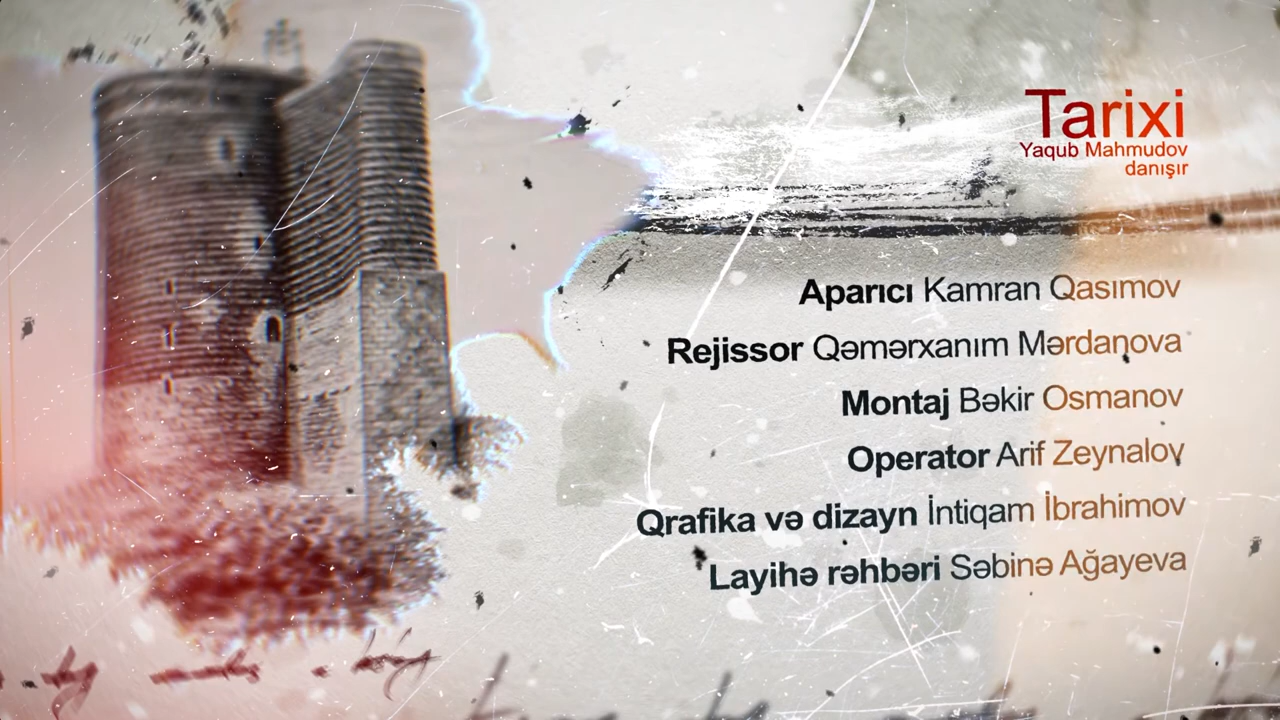 Tarixi
Yaqub Mahmudov
danışır
Aparıcı Kamran Qasımov
Rejissor Qəmərxanım Mərdanova
Montaj Bəkir Osmanov
Operator Arif Zeynalov
Qrafika və dizayn İntiqam İbrahimov
Layihə rəhbəri Səbinə Ağayeva